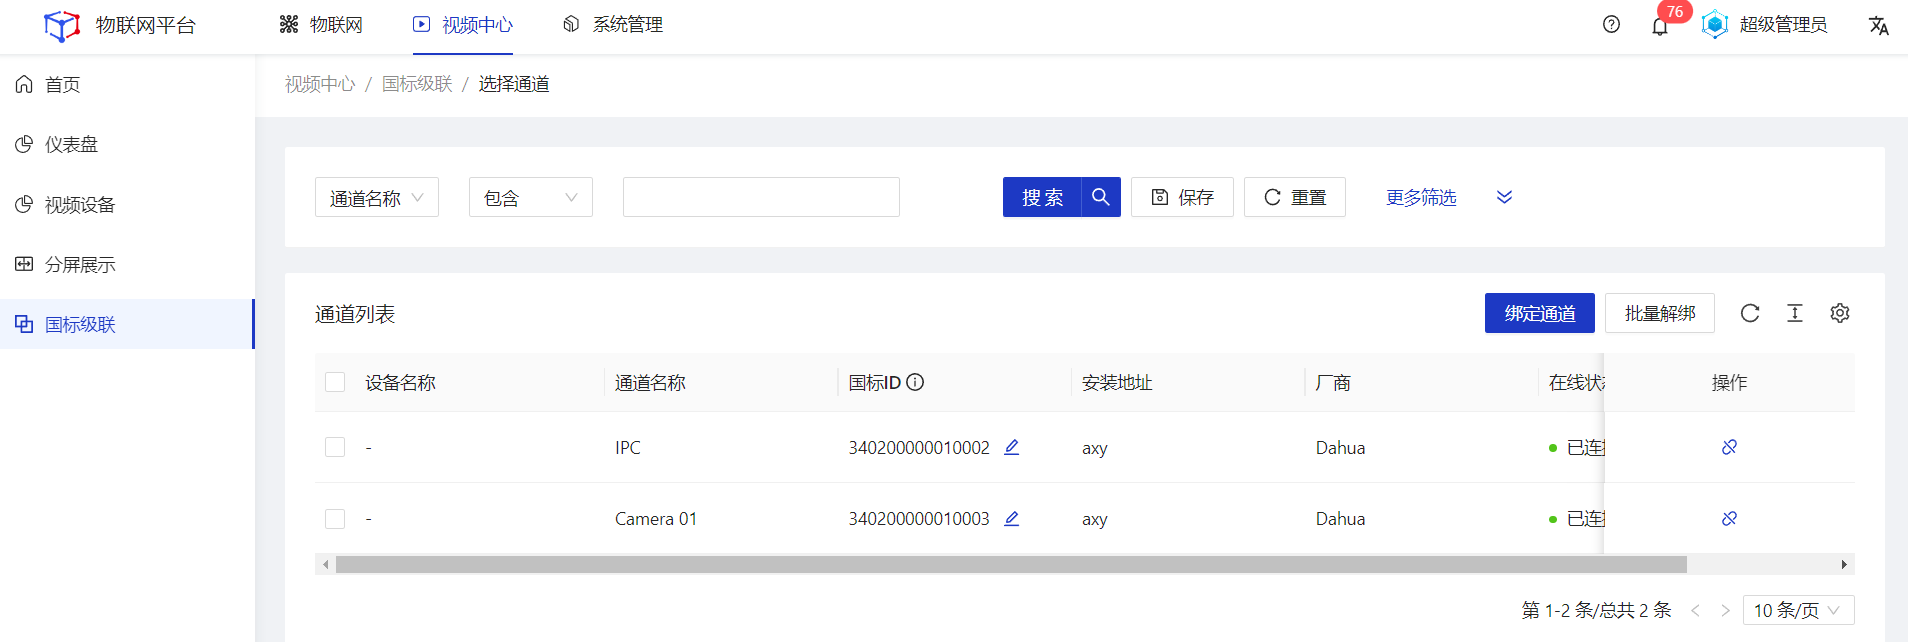 物联网平台 物联网 视频中心 系统管理 76 超级管理员
首页
仪表盘
视频设备
分屏展示
国标级联
视频中心 / 国标级联 / 选择通道
通道名称 包含 搜索 保存 重置 更多筛选
通道列表 绑定通道 批量解绑
设备名称 通道名称 国标ID 安装地址 厂商 在线状 操作
- IPC 340200000010002 axy Dahua 已连
- Camera 01 340200000010003 axy Dahua 已连
第 1-2 条/总共 2 条 < > 10 条/页